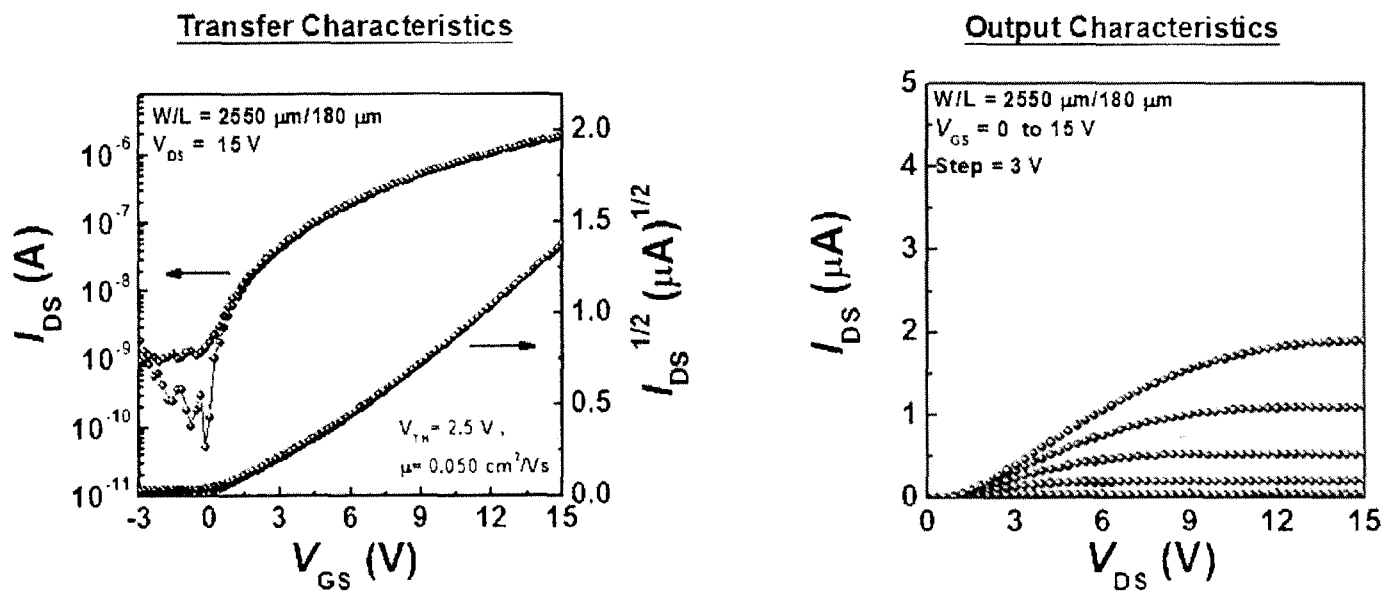 Transfer Characteristics
W/L = 2550 μm/180 μm
V_DS = 15 V
10^-6
10^-7
10^-8
10^-9
10^-10
10^-11
I_DS (A)
2.0
1.5
1.0
0.5
0.0
I_DS^1/2 (μA)^1/2
V_TH= 2.5 V ,
μ= 0.050 cm^2/Vs
-3 0 3 6 9 12 15
V_GS (V)
Output Characteristics
W/L = 2550 μm/180 μm
V_GS = 0 to 15 V
Step = 3 V
5
4
3
2
1
0
I_DS (μA)
0 3 6 9 12 15
V_DS (V)